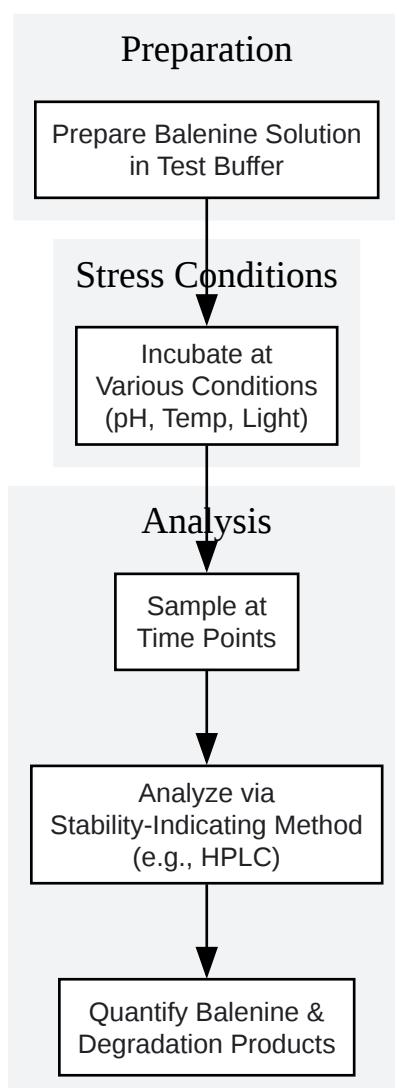 Preparation
Prepare Balenine Solution
in Test Buffer
Stress Conditions
Incubate at
Various Conditions
(pH, Temp, Light)
Analysis
Sample at
Time Points
Analyze via
Stability-Indicating Method
(e.g., HPLC)
Quantify Balenine &
Degradation Products